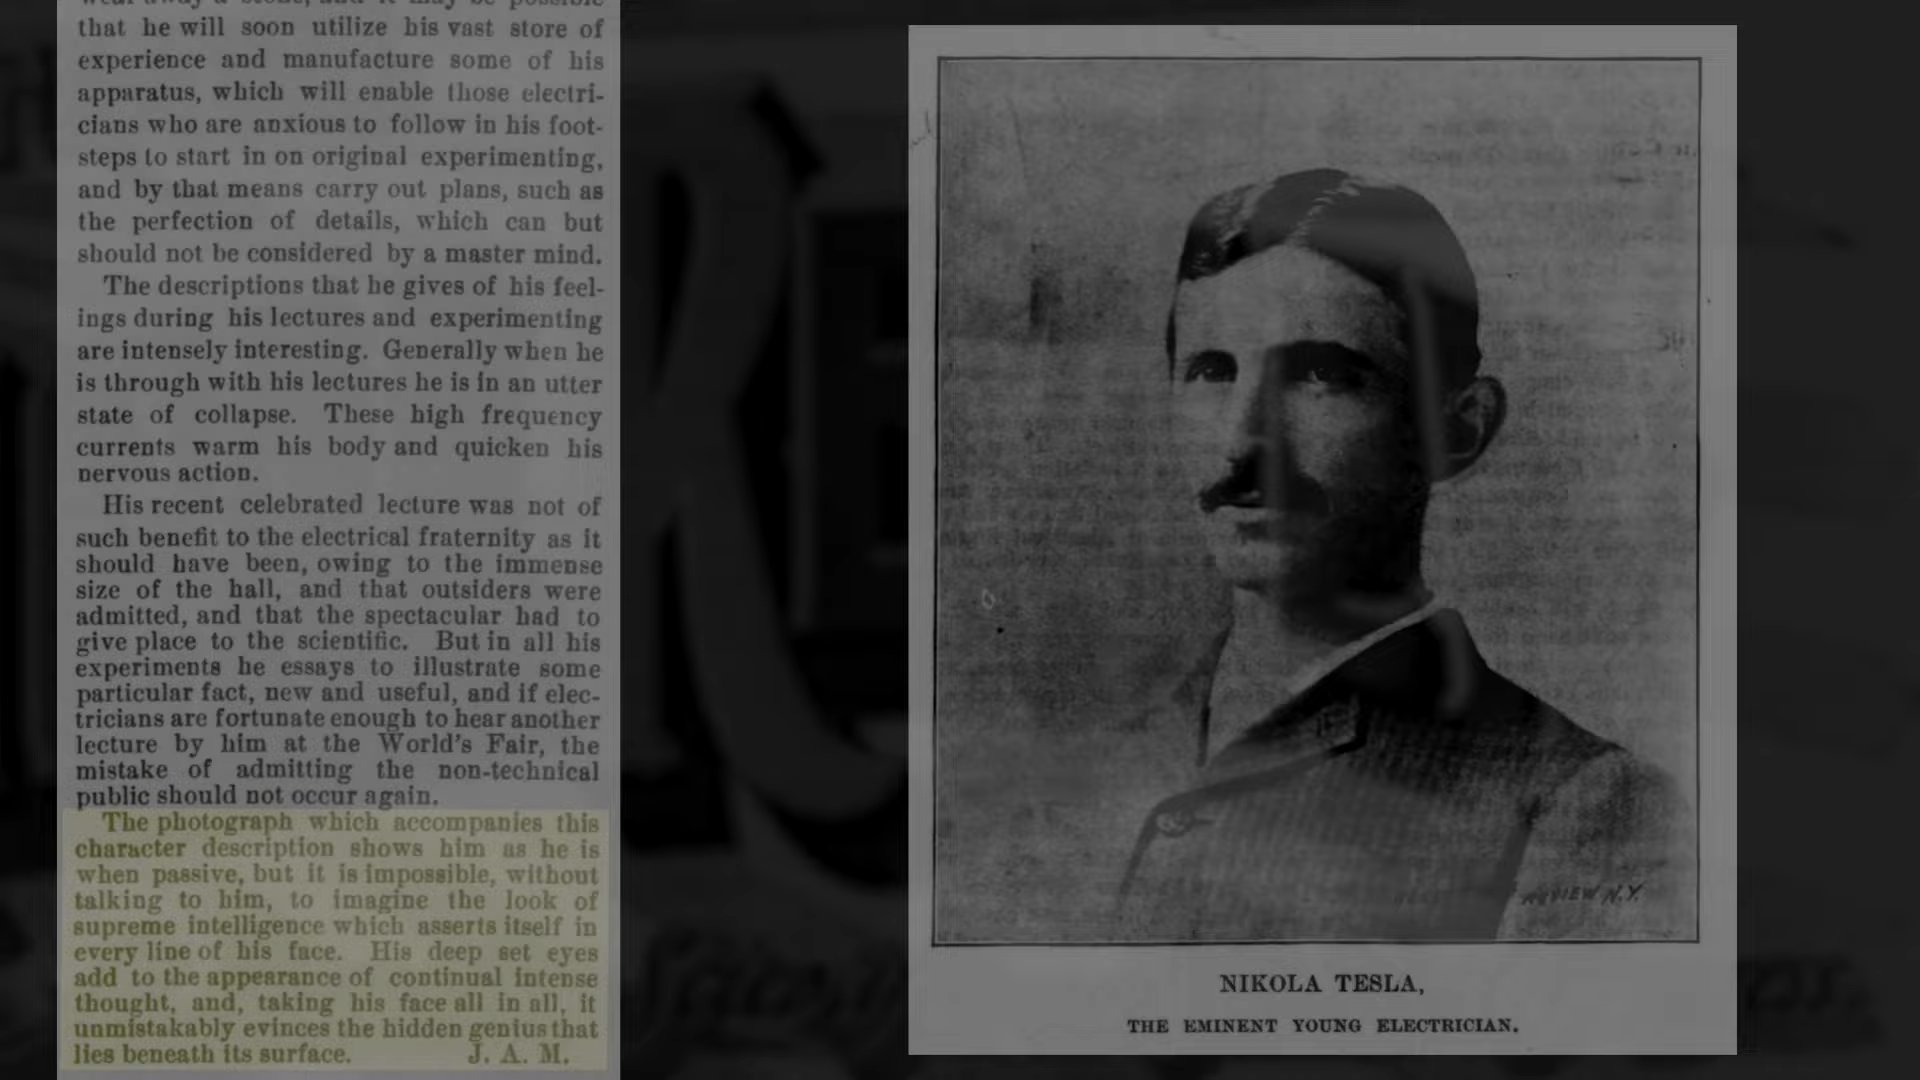 that he will soon utilize his vast store of
experience and manufacture some of his
apparatus, which will enable those electri-
cians who are anxious to follow in his foot-
steps to start in on original experimenting,
and by that means carry out plans, such as
the perfection of details, which can but
should not be considered by a master mind.
The descriptions that he gives of his feel-
ings during his lectures and experimenting
are intensely interesting. Generally when he
is through with his lectures he is in an utter
state of collapse. These high frequency
currents warm his body and quicken his
nervous action.
His recent celebrated lecture was not of
such benefit to the electrical fraternity as it
should have been, owing to the immense
size of the hall, and that outsiders were
admitted, and that the spectacular had to
give place to the scientific. But in all his
experiments he essays to illustrate some
particular fact, new and useful, and if elec-
tricians are fortunate enough to hear another
lecture by him at the World's Fair, the
mistake of admitting the non-technical
public should not occur again.
The photograph which accompanies this
character description shows him as he is
when passive, but it is impossible, without
talking to him, to imagine the look of
supreme intelligence which asserts itself in
every line of his face. His deep set eyes
add to the appearance of continual intense
thought, and, taking his face all in all, it
unmistakably evinces the hidden genius that
lies beneath its surface. J. A. M.
REVIEW N.Y.
NIKOLA TESLA,
THE EMINENT YOUNG ELECTRICIAN.